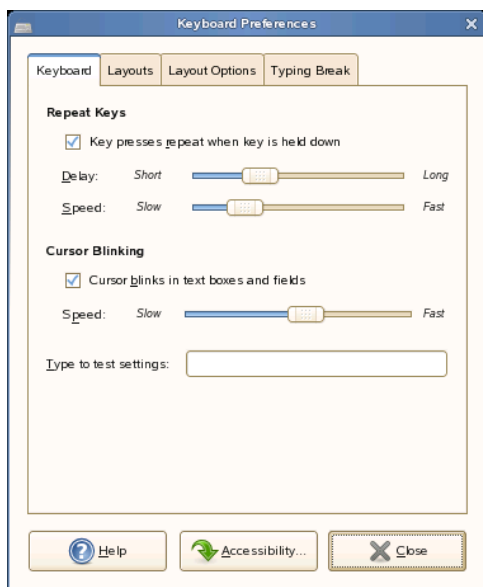 Keyboard Preferences
Keyboard Layouts Layout Options Typing Break
Repeat Keys
Key presses repeat when key is held down
Delay: Short Long
Speed: Slow Fast
Cursor Blinking
Cursor blinks in text boxes and fields
Speed: Slow Fast
Type to test settings:
Help Accessibility... Close